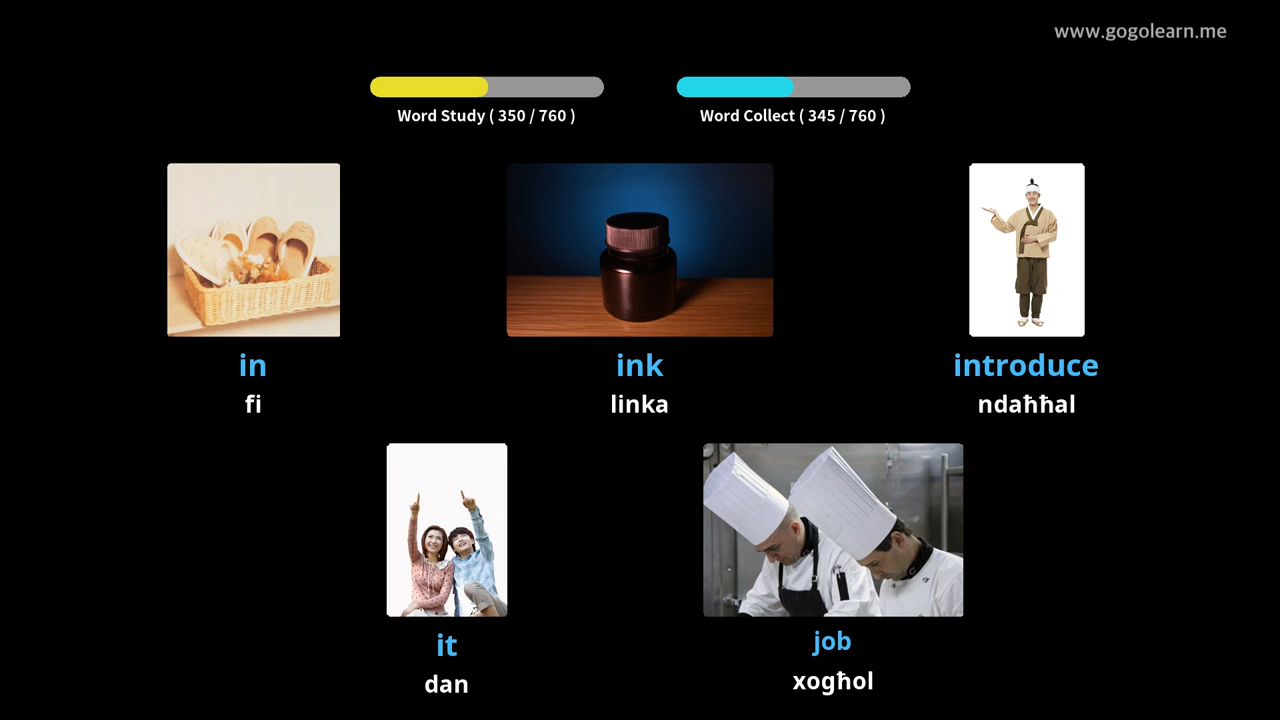 www.gogolearn.me
Word Study ( 350 / 760 )
Word Collect ( 345 / 760 )
in
fi
ink
linka
introduce
ndaħħal
it
dan
job
xogħol